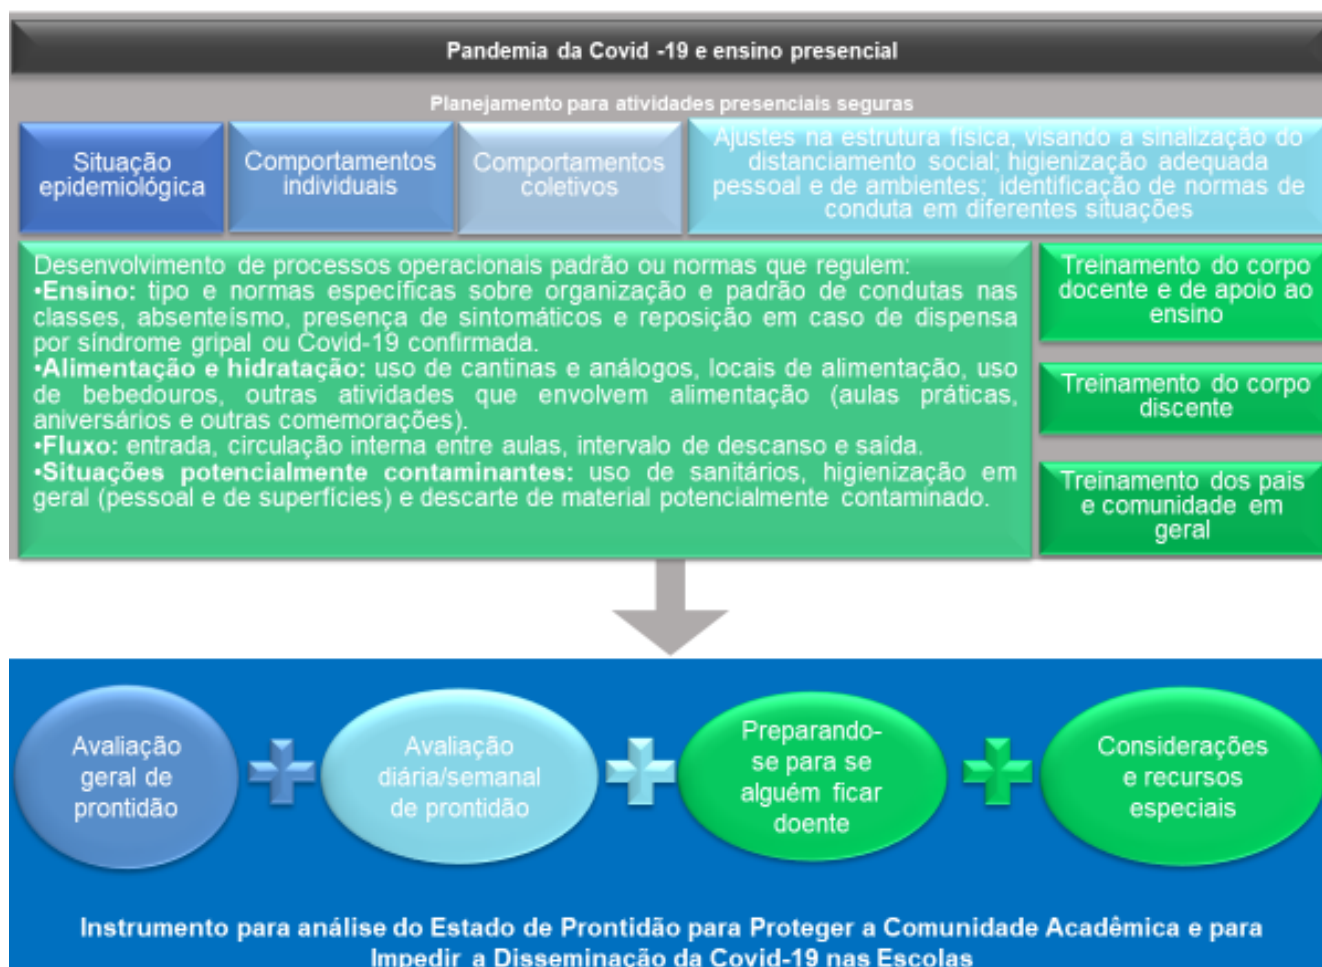 Pandemia da Covid -19 e ensino presencial
Planejamento para atividades presenciais seguras
Situação
epidemiológica
Comportamentos
individuais
Comportamentos
coletivos
Ajustes na estrutura física, visando a sinalização do
distanciamento social; higienização adequada
pessoal e de ambientes; identificação de normas de
conduta em diferentes situações
Desenvolvimento de processos operacionais padrão ou normas que regulem:
•Ensino: tipo e normas específicas sobre organização e padrão de condutas nas
classes, absenteísmo, presença de sintomáticos e reposição em caso de dispensa
por síndrome gripal ou Covid-19 confirmada.
•Alimentação e hidratação: uso de cantinas e análogos, locais de alimentação, uso
de bebedouros, outras atividades que envolvem alimentação (aulas práticas,
aniversários e outras comemorações).
•Fluxo: entrada, circulação interna entre aulas, intervalo de descanso e saída.
•Situações potencialmente contaminantes: uso de sanitários, higienização em
geral (pessoal e de superfícies) e descarte de material potencialmente contaminado.
Treinamento do corpo
docente e de apoio ao
ensino
Treinamento do corpo
discente
Treinamento dos pais
e comunidade em
geral
Avaliação
geral de
prontidão
Avaliação
diária/semanal
de prontidão
Preparando-
se para se
alguém ficar
doente
Considerações
e recursos
especiais
Instrumento para análise do Estado de Prontidão para Proteger a Comunidade Acadêmica e para
Impedir a Disseminação da Covid-19 nas Escolas